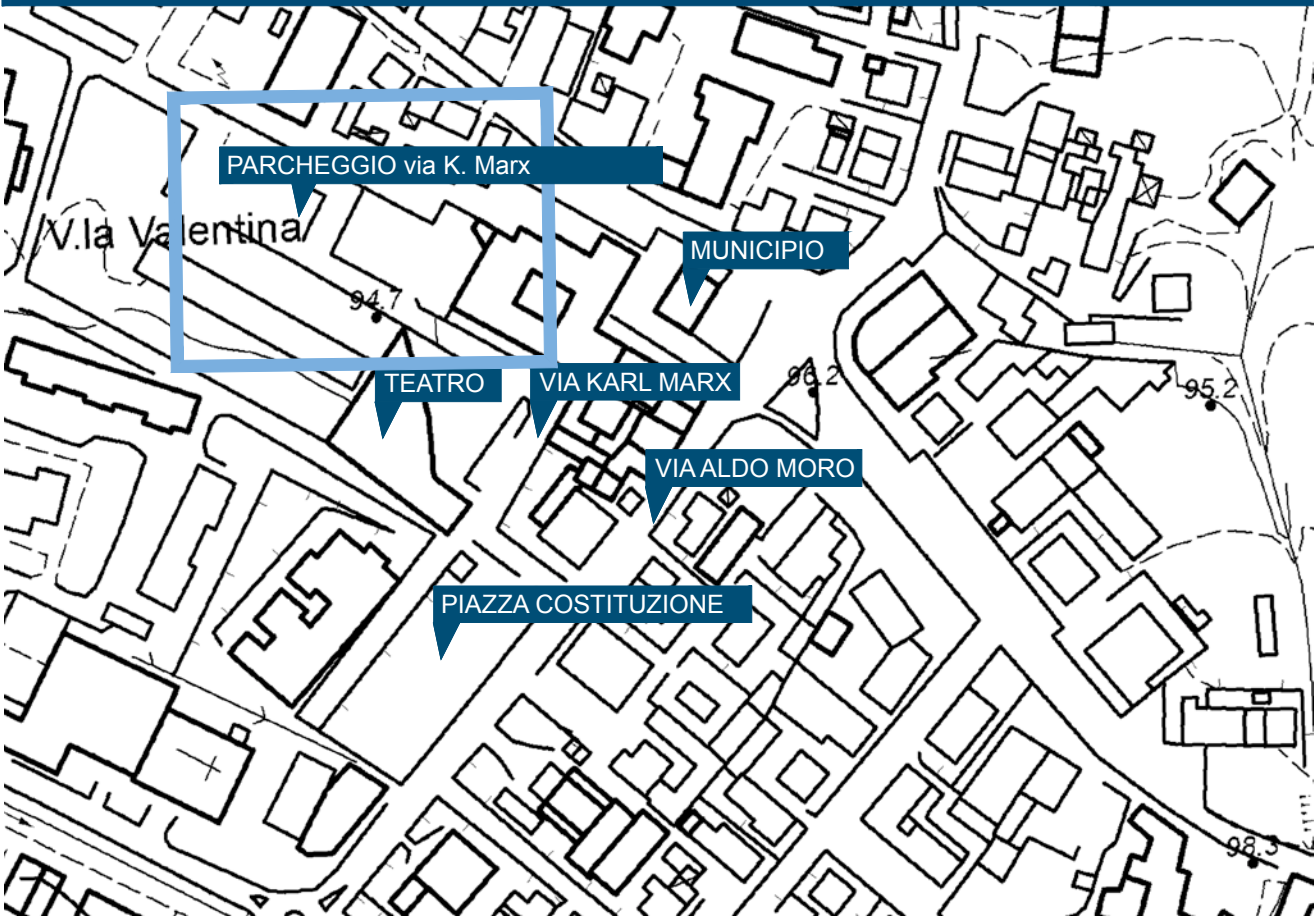 PARCHEGGIO via K. Marx
V.la Valentina
MUNICIPIO
94.7
TEATRO
VIA KARL MARX
96.2
95.2
VIA ALDO MORO
PIAZZA COSTITUZIONE
98.3